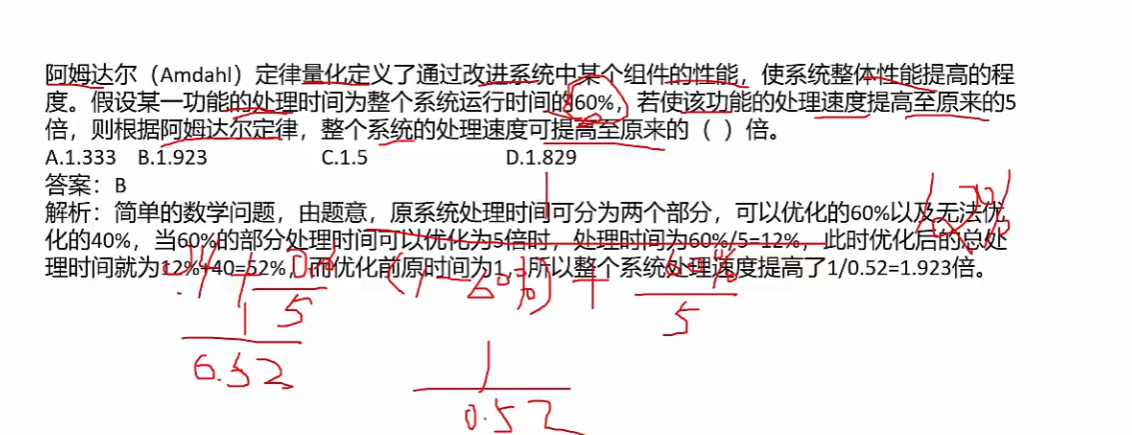 阿姆达尔（Amdahl）定律量化定义了通过改进系统中某个组件的性能，使系统整体性能提高的程
度。假设某一功能的处理时间为整个系统运行时间的60%，若使该功能的处理速度提高至原来的5
倍，则根据阿姆达尔定律，整个系统的处理速度可提高至原来的（ ）倍。
A.1.333 B.1.923 C.1.5 D.1.829
答案：B
解析：简单的数学问题，由题意，原系统处理时间可分为两个部分，可以优化的60%以及无法优
化的40%，当60%的部分处理时间可以优化为5倍时，处理时间为60%/5=12%，此时优化后的总处
理时间就为12%+40=52%，而优化前原时间为1，所以整个系统处理速度提高了1/0.52=1.923倍。
1
(1-60%) + 60%
5
5
1
0.52
1
0.52